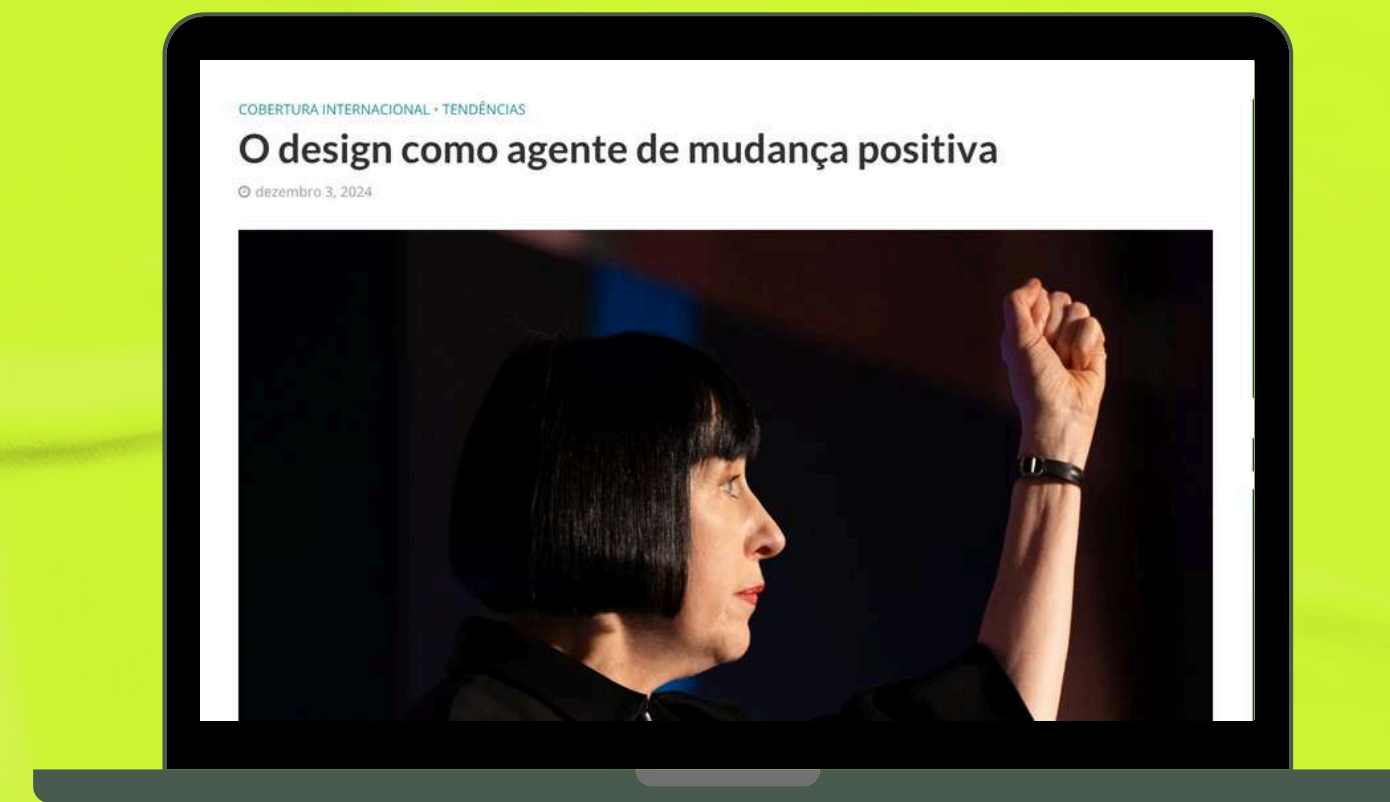 COBERTURA INTERNACIONAL • TENDÊNCIAS
O design como agente de mudança positiva
dezembro 3, 2024